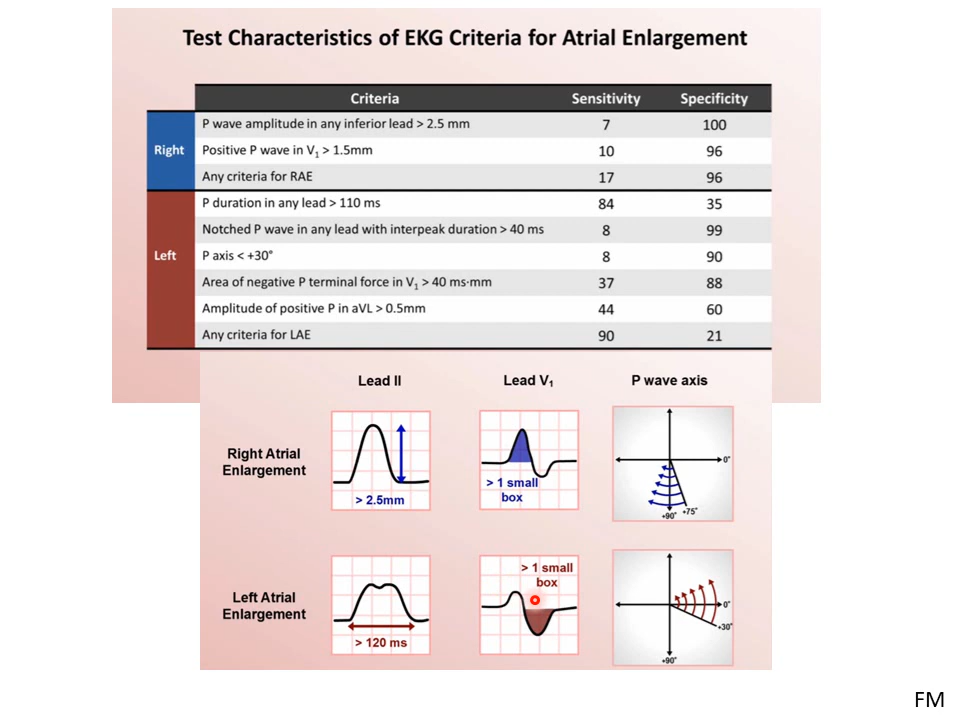 Test Characteristics of EKG Criteria for Atrial Enlargement
Criteria Sensitivity Specificity
Right
P wave amplitude in any inferior lead > 2.5 mm 7 100
Positive P wave in V₁ > 1.5mm 10 96
Any criteria for RAE 17 96
Left
P duration in any lead > 110 ms 84 35
Notched P wave in any lead with interpeak duration > 40 ms 8 99
P axis < +30° 8 90
Area of negative P terminal force in V₁ > 40 ms·mm 37 88
Amplitude of positive P in aVL > 0.5mm 44 60
Any criteria for LAE 90 21
Lead II Lead V₁ P wave axis
Right Atrial
Enlargement
> 2.5mm
> 1 small
box
0°
+75°
+90°
Left Atrial
Enlargement
> 120 ms
> 1 small
box
0°
+30°
+90°
FM